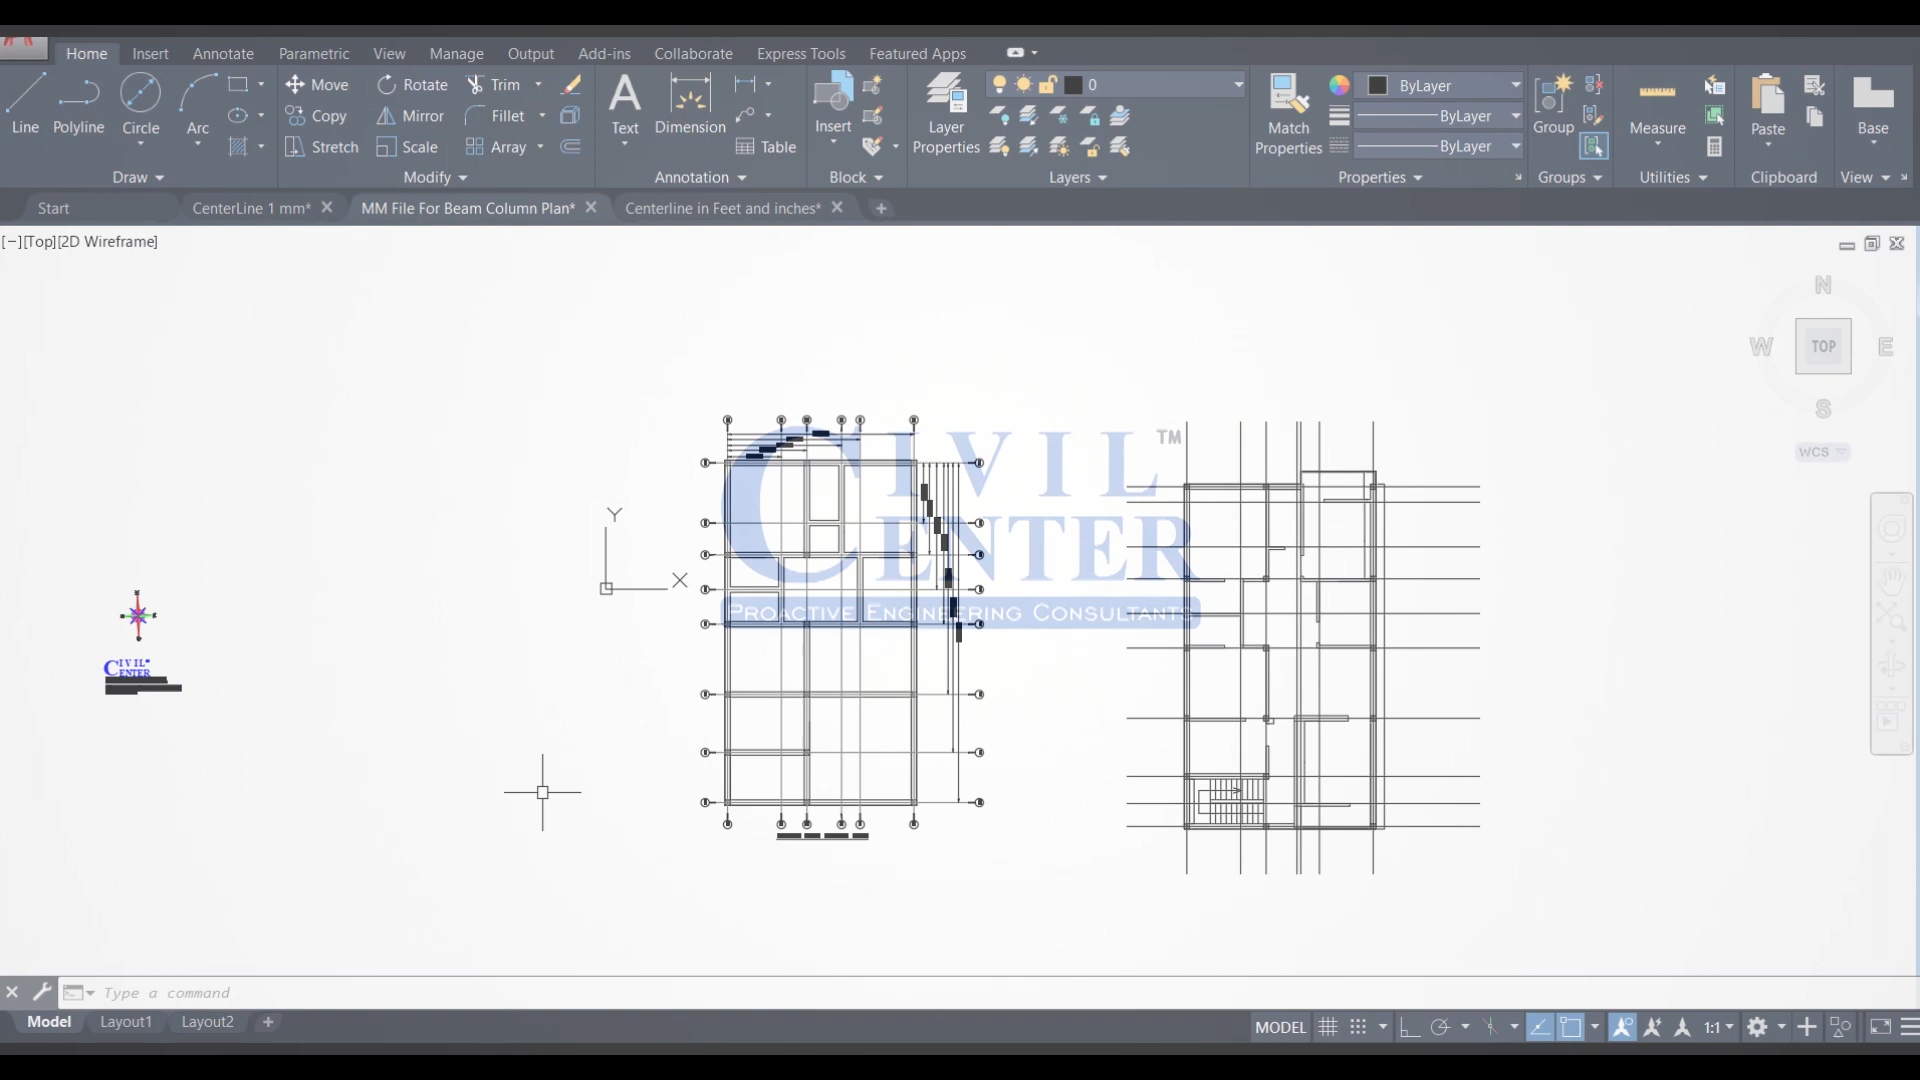 Home Insert Annotate Parametric View Manage Output Add-ins Collaborate Express Tools Featured Apps
Line Polyline Circle Arc
Move Rotate Trim
Copy Mirror Fillet
Stretch Scale Array
Text Dimension Table
Insert
Layer Properties
0
Match Properties
ByLayer
ByLayer
ByLayer
Group Measure Paste Base
Draw Modify Annotation Block Layers Properties Groups Utilities Clipboard View
Start CenterLine 1 mm* MM File For Beam Column Plan* Centerline in Feet and inches*
[−][Top][2D Wireframe]
N
W TOP E
S
WCS
Y
X
CIVIL TM
CENTER
PROACTIVE ENGINEERING CONSULTANTS
CIVIL
CENTER
Type a command
Model Layout1 Layout2
MODEL 1:1